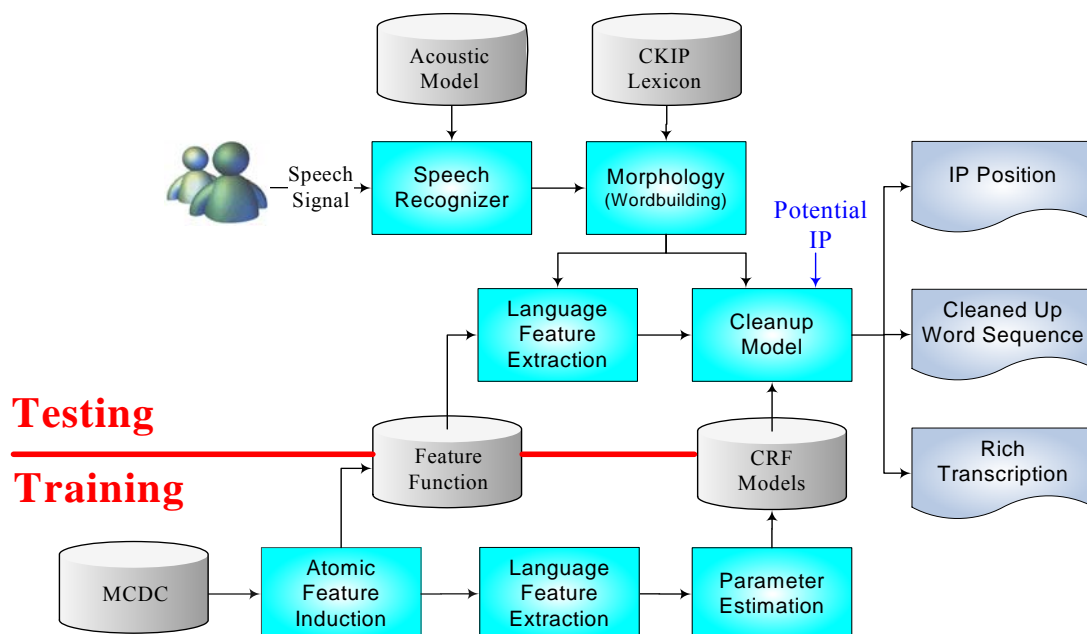 Acoustic
Model
CKIP
Lexicon
Speech
Signal
Speech
Recognizer
Morphology
(Wordbuilding)
IP Position
Potential
IP
Language
Feature
Extraction
Cleanup
Model
Cleaned Up
Word Sequence
Testing
Training
Feature
Function
CRF
Models
Rich
Transcription
MCDC
Atomic
Feature
Induction
Language
Feature
Extraction
Parameter
Estimation